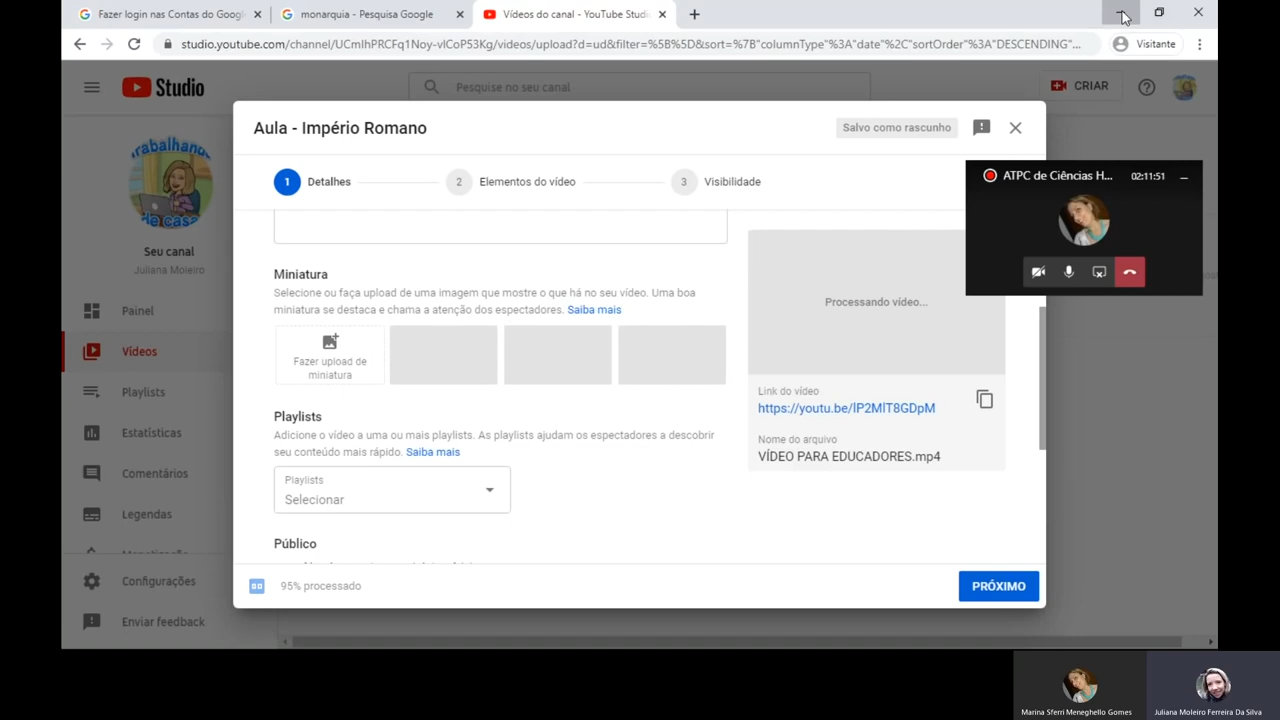 Fazer login nas Contas do Googl
monarquia - Pesquisa Google
Vídeos do canal - YouTube Studi
studio.youtube.com/channel/UCmIhPRCFq1N2v-vlCoP53Kg/videos/upload?d=ud&filter=%5B%5D&sort=%7B"columnType"%3A"date"%2C"sortOrder"%3A"DESCENDING"...
Visitante
Studio
Pesquise no seu canal
CRIAR
Trabalhando
de casa
Seu canal
Juliana Moleiro
Painel
Vídeos
Playlists
Estatísticas
Comentários
Legendas
Configurações
Enviar feedback
Aula - Império Romano
Salvo como rascunho
1 Detalhes
2 Elementos do vídeo
3 Visibilidade
Miniatura
Selecione ou faça upload de uma imagem que mostre o que há no seu vídeo. Uma boa
miniatura se destaca e chama a atenção dos espectadores. Saiba mais
Fazer upload de
miniatura
Playlists
Adicione o vídeo a uma ou mais playlists. As playlists ajudam os espectadores a descobrir
seu conteúdo mais rápido. Saiba mais
Playlists
Selecionar
Público
Processando vídeo...
Link do vídeo
https://youtu.be/lP2MlT8GDpM
Nome do arquivo
VÍDEO PARA EDUCADORES.mp4
95% processado
PRÓXIMO
ATPC de Ciências H...
02:11:51
Marina Sferri Meneghello Gomes
Juliana Moleiro Ferreira Da Silva